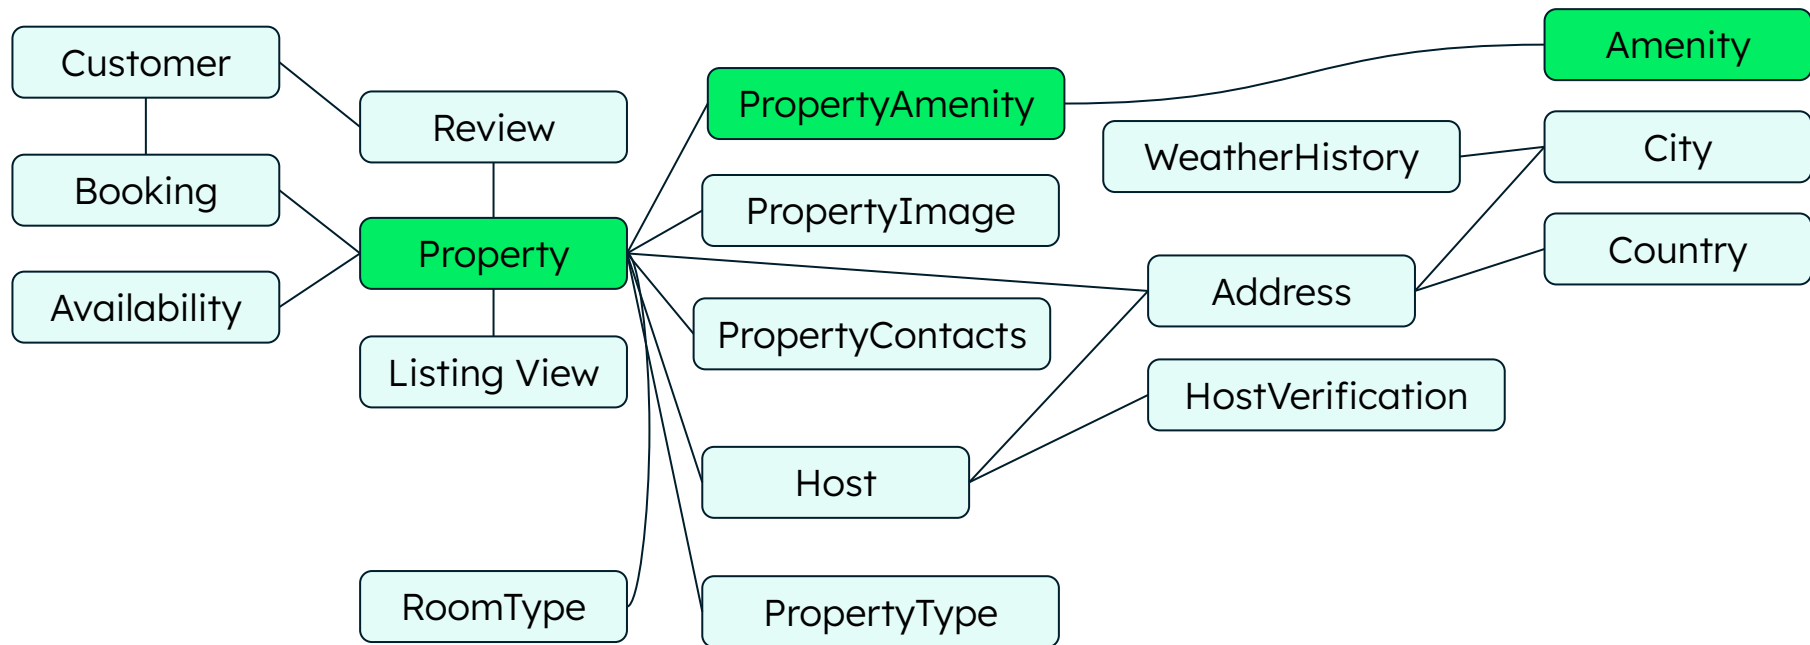 Customer
Review
Booking
Property
Availability
Listing View
RoomType
PropertyAmenity
PropertyImage
PropertyContacts
Host
PropertyType
Amenity
WeatherHistory
City
Country
Address
HostVerification